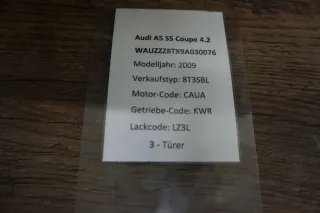 Audi A5 S5 Coupe 4.2
WAUZZZ8TX9A030076
Modelljahr: 2009
Verkaufstyp: 8T3SBL
Motor-Code: CAUA
Getriebe-Code: KWR
Lackcode: LZ3L
3 - Türer